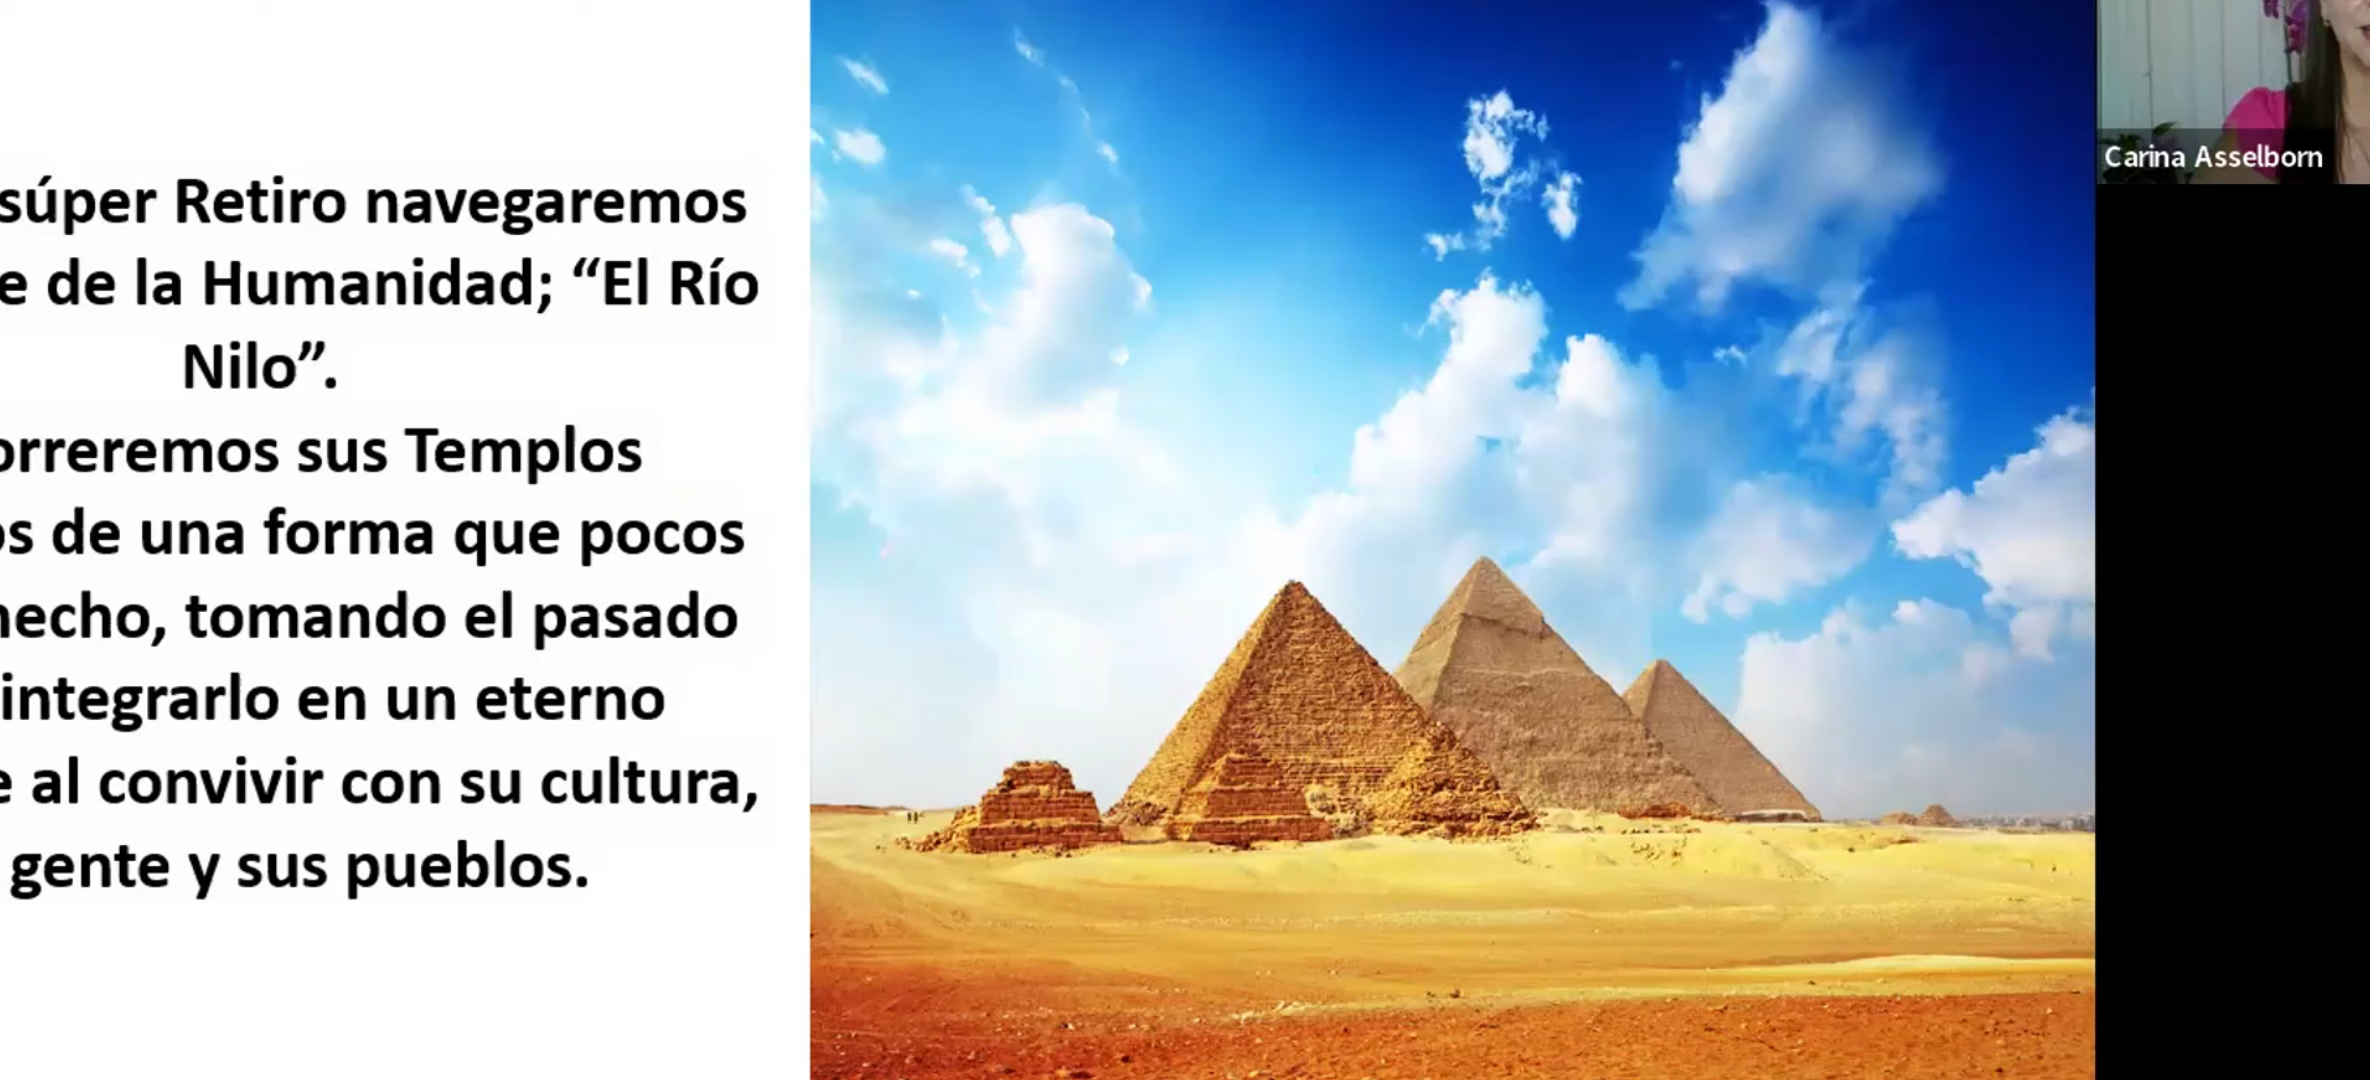 súper Retiro navegaremos
e de la Humanidad; “El Río
Nilo”.
orreremos sus Templos
os de una forma que pocos
hecho, tomando el pasado
integrarlo en un eterno
e al convivir con su cultura,
gente y sus pueblos.
Carina Asselborn